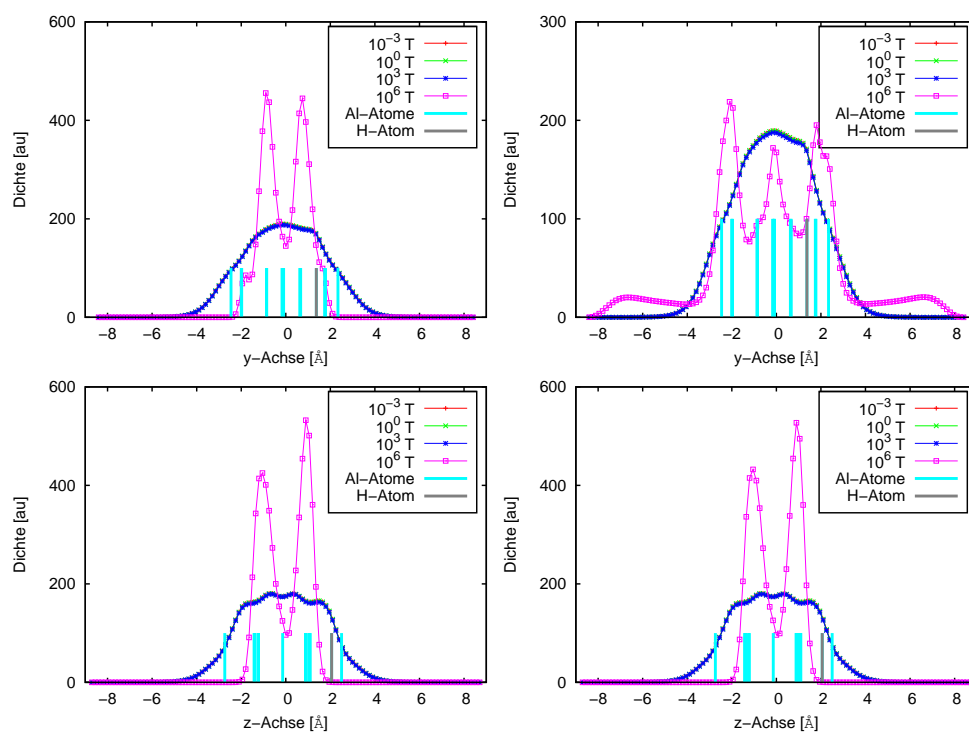 600
500
400
200
0
Dichte [au]
-8 -6 -4 -2 0 2 4 6 8
y-Achse [Å]
10⁻³ T
10⁰ T
10³ T
10⁶ T
Al-Atome
H-Atom
300
200
100
0
Dichte [au]
-8 -6 -4 -2 0 2 4 6 8
y-Achse [Å]
10⁻³ T
10⁰ T
10³ T
10⁶ T
Al-Atome
H-Atom
600
400
200
0
Dichte [au]
-8 -6 -4 -2 0 2 4 6 8
z-Achse [Å]
10⁻³ T
10⁰ T
10³ T
10⁶ T
Al-Atome
H-Atom
600
400
200
0
Dichte [au]
-8 -6 -4 -2 0 2 4 6 8
z-Achse [Å]
10⁻³ T
10⁰ T
10³ T
10⁶ T
Al-Atome
H-Atom